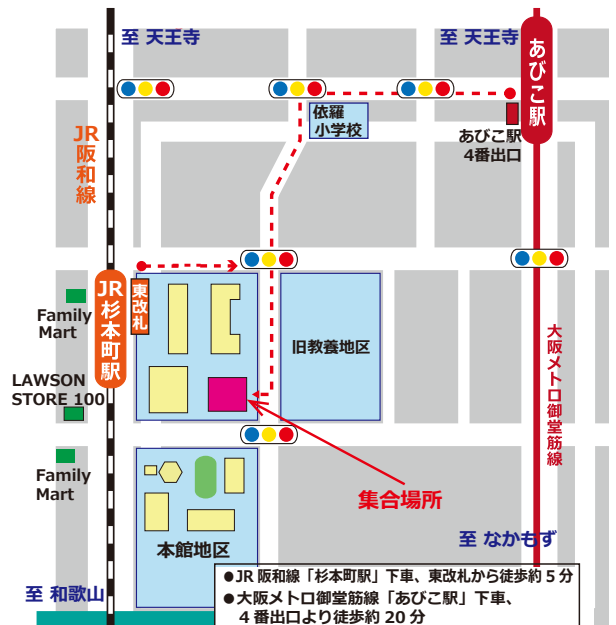 至 天王寺
至 天王寺
あびこ駅
依羅
小学校
あびこ駅
4番出口
JR阪和線
東改札
JR杉本町駅
Family
Mart
旧教養地区
LAWSON
STORE 100
大阪メトロ御堂筋線
Family
Mart
集合場所
本館地区
至 なかもず
至 和歌山
●JR 阪和線「杉本町駅」下車、東改札から徒歩約 5 分
●大阪メトロ御堂筋線「あびこ駅」下車、
4 番出口より徒歩約 20 分